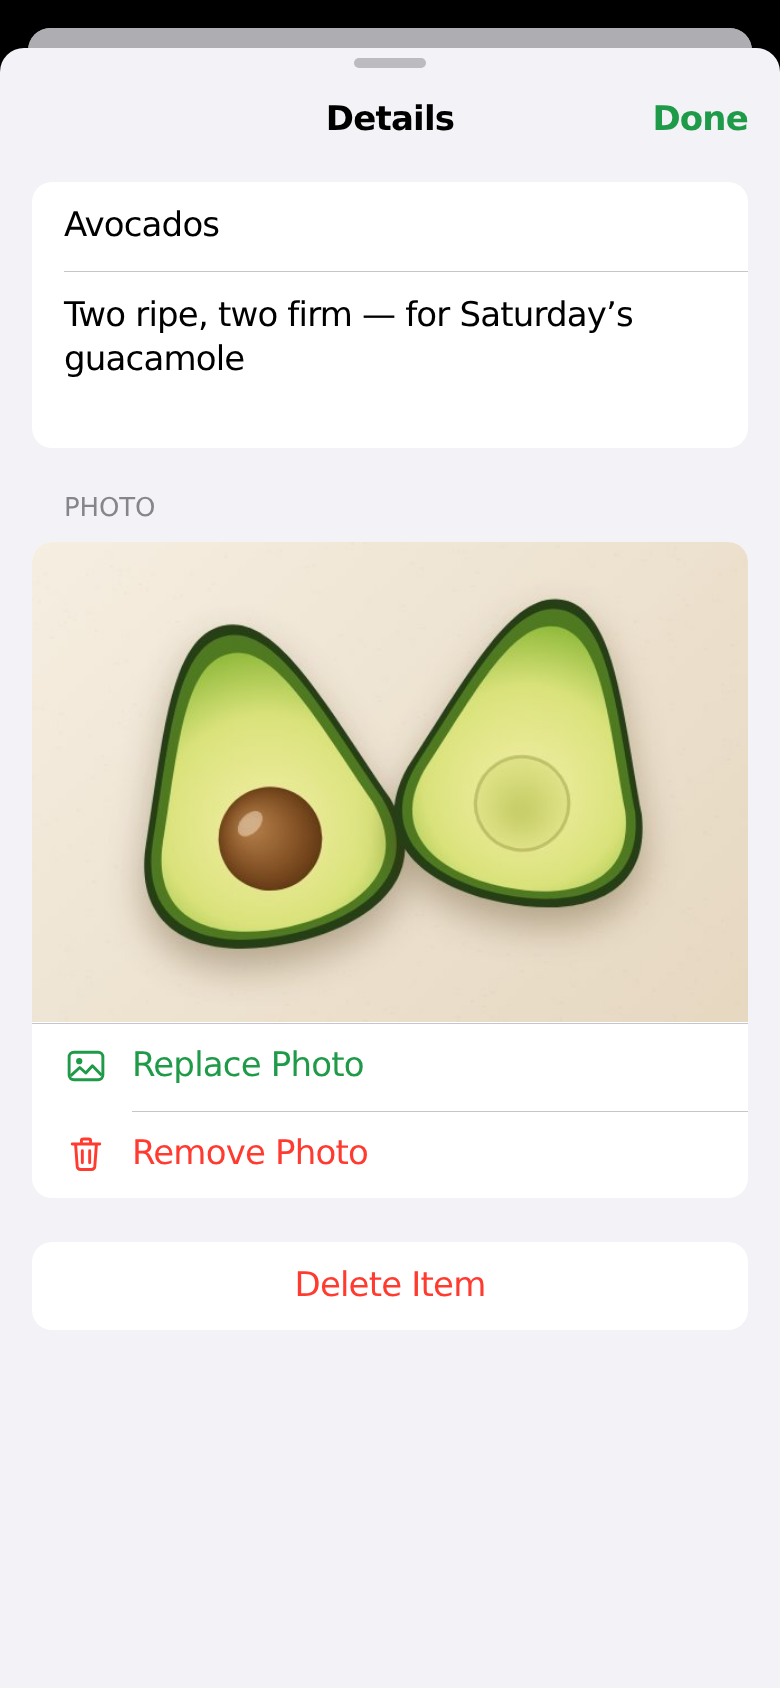 Details
Done
Avocados
Two ripe, two firm — for Saturday’s
guacamole
PHOTO
Replace Photo
Remove Photo
Delete Item